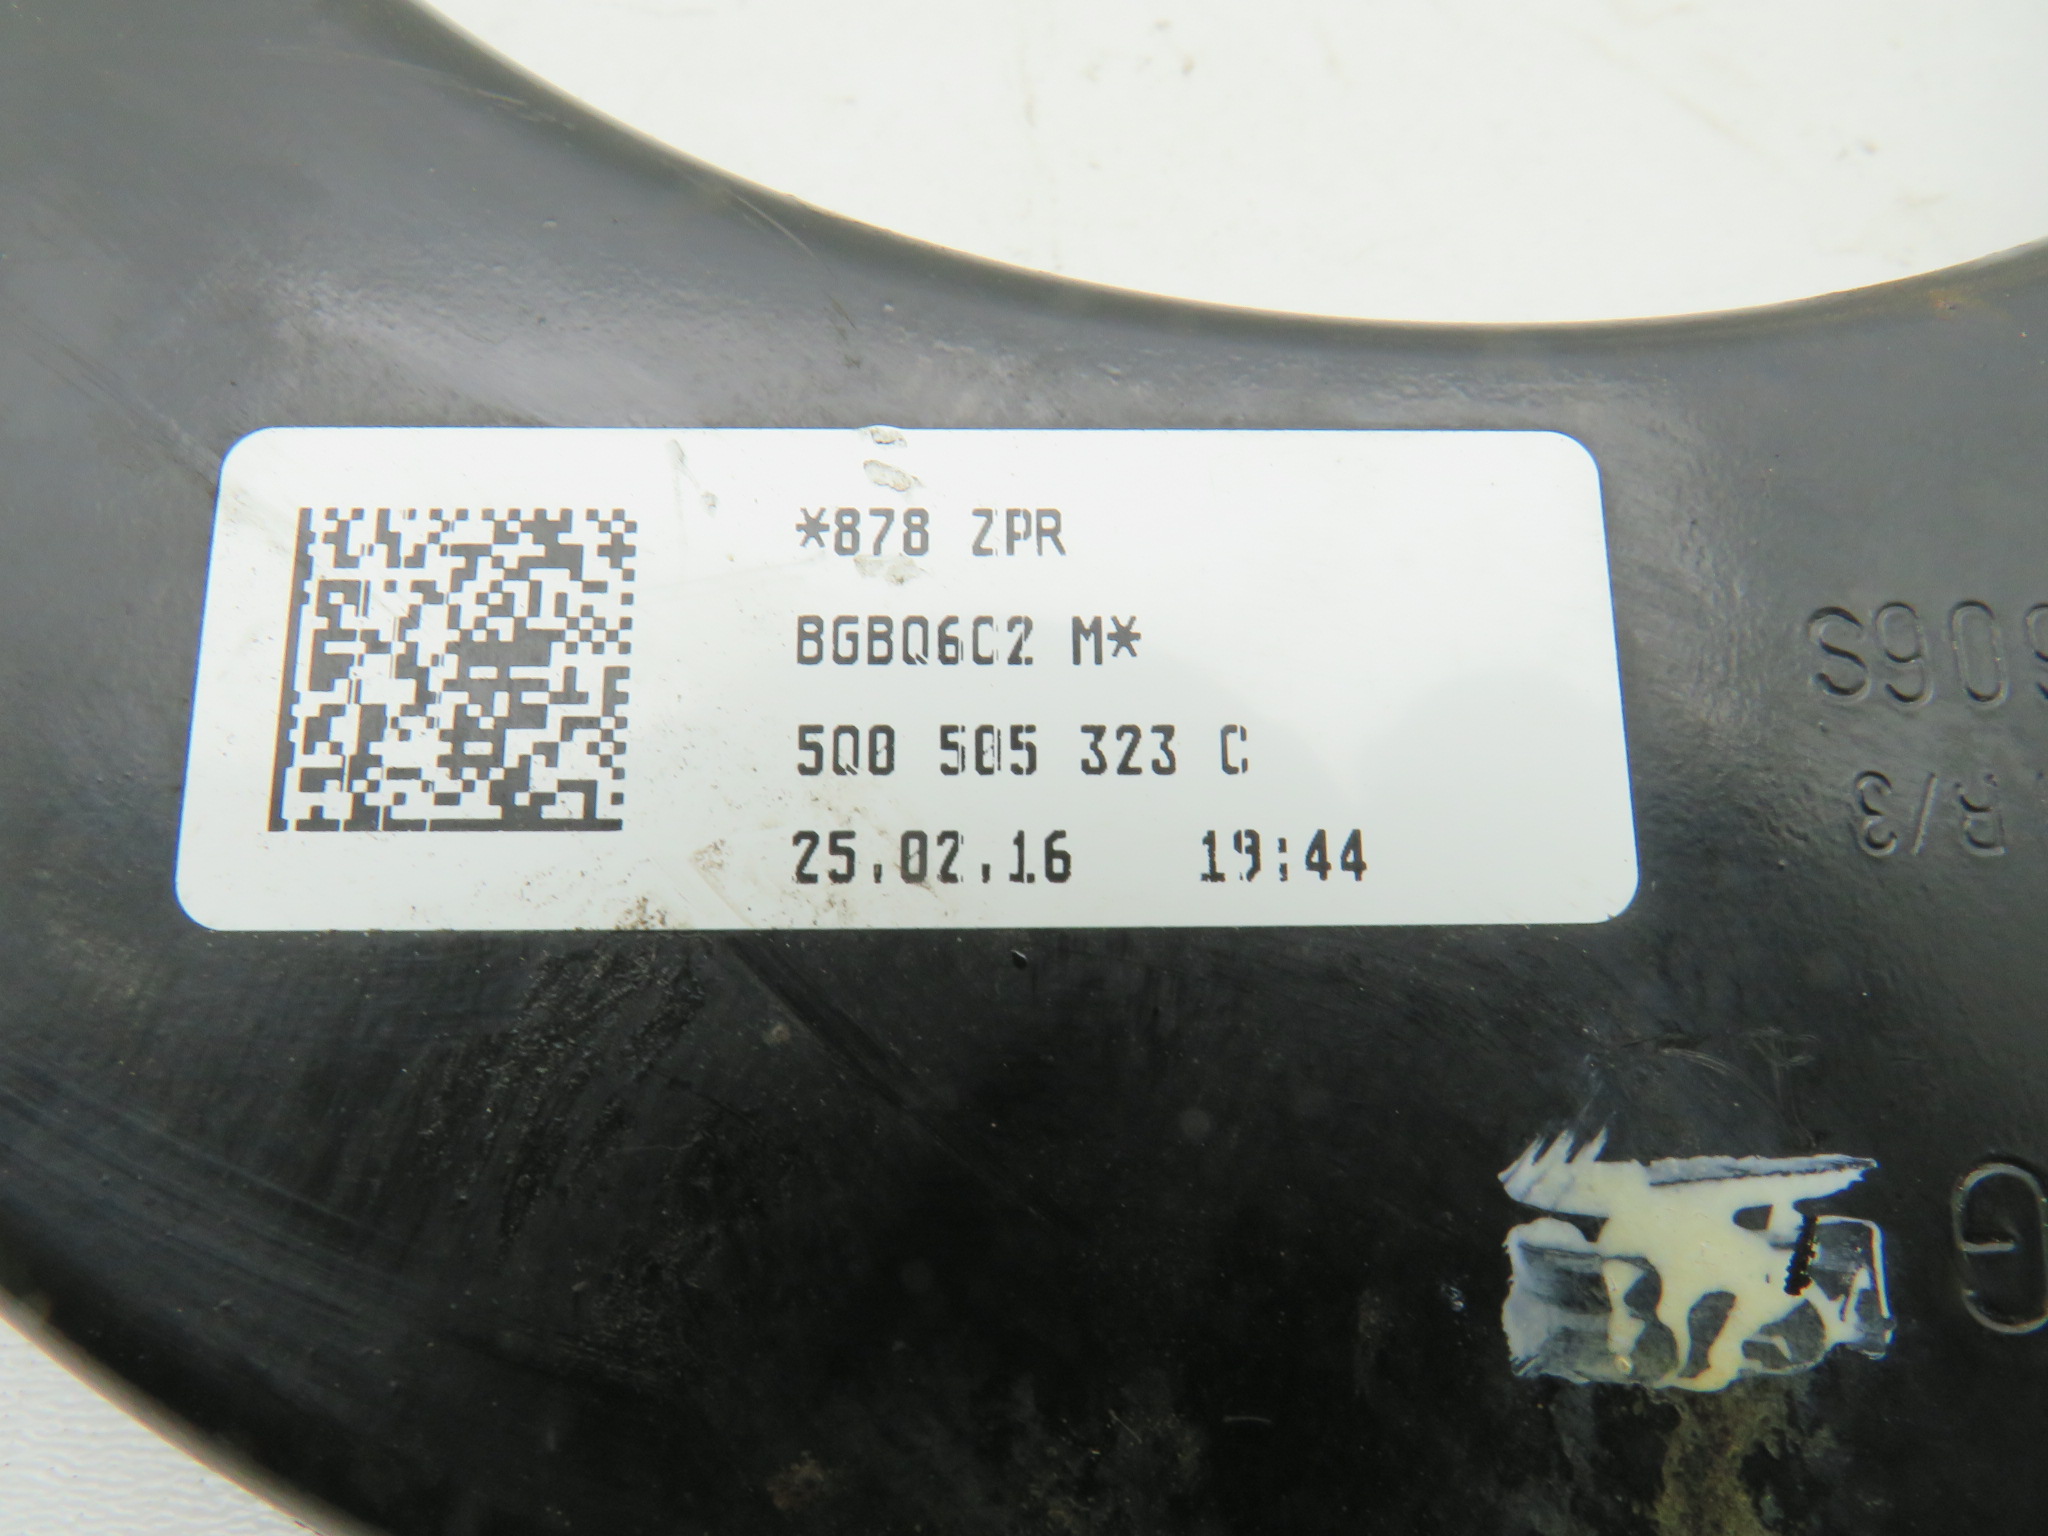 *878 ZPR
BGBQ6C2 M*
5Q0 505 323 C
25.02.16 19:44
G